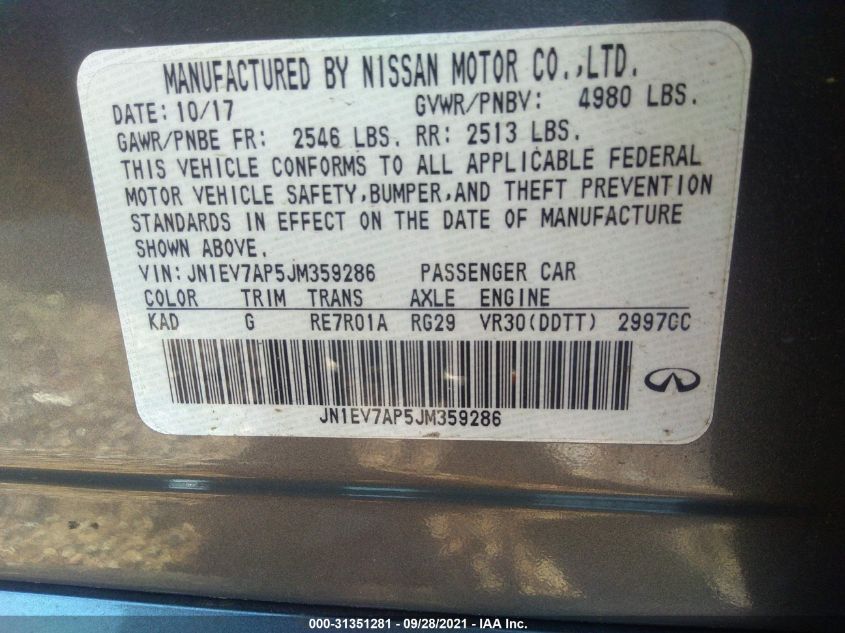 MANUFACTURED BY NISSAN MOTOR CO.,LTD.
DATE: 10/17 GVWR/PNBV: 4980 LBS.
GAWR/PNBE FR: 2546 LBS. RR: 2513 LBS.
THIS VEHICLE CONFORMS TO ALL APPLICABLE FEDERAL
MOTOR VEHICLE SAFETY,BUMPER,AND THEFT PREVENTION
STANDARDS IN EFFECT ON THE DATE OF MANUFACTURE
SHOWN ABOVE.
VIN:JN1EV7AP5JM359286 PASSENGER CAR
COLOR TRIM TRANS AXLE ENGINE
KAD G RE7R01A RG29 VR30(DDTT) 2997CC
JN1EV7AP5JM359286
000-31351281 - 09/28/2021 - IAA Inc.